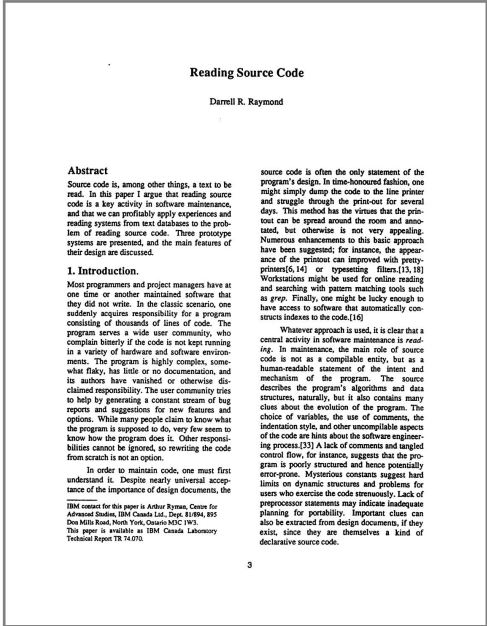 Reading Source Code
Darrell R. Raymond
Abstract
Source code is, among other things, a text to be
read. In this paper I argue that reading source
code is a key activity in software maintenance,
and that we can profitably apply experiences and
reading systems from text databases to the prob-
lem of reading source code. Three prototype
systems are presented, and the main features of
their design are discussed.
1. Introduction.
Most programmers and project managers have at
one time or another maintained software that
they did not write. In the classic scenario, one
suddenly acquires responsibility for a program
consisting of thousands of lines of code. The
program serves a wide user community, who
complain bitterly if the code is not kept running
in a variety of hardware and software environ-
ments. The program is highly complex, some-
what flaky, has little or no documentation, and
its authors have vanished or otherwise dis-
claimed responsibility. The user community tries
to help by generating a constant stream of bug
reports and suggestions for new features and
options. While many people claim to know what
the program is supposed to do, very few seem to
know how the program does it. Other responsi-
bilities cannot be ignored, so rewriting the code
from scratch is not an option.
In order to maintain code, one must first
understand it. Despite nearly universal accep-
tance of the importance of design documents, the
IBM contact for this paper is Arthur Ryman, Centre for
Advanced Studies, IBM Canada Ltd., Dept. 81/894, 895
Don Mills Road, North York, Ontario M3C 1W3.
This paper is available as IBM Canada Laboratory
Technical Report TR 74.070.
source code is often the only statement of the
program's design. In time-honoured fashion, one
might simply dump the code to the line printer
and struggle through the print-out for several
days. This method has the virtues that the prin-
tout can be spread around the room and anno-
tated, but otherwise is not very appealing.
Numerous enhancements to this basic approach
have been suggested; for instance, the appear-
ance of the printout can improved with pretty-
printers[6,14] or typesetting filters.[13,18]
Workstations might be used for online reading
and searching with pattern matching tools such
as grep. Finally, one might be lucky enough to
have access to software that automatically con-
structs indexes to the code.[16]
Whatever approach is used, it is clear that a
central activity in software maintenance is read-
ing. In maintenance, the main role of source
code is not as a compilable entity, but as a
human-readable statement of the intent and
mechanism of the program. The source
describes the program's algorithms and data
structures, naturally, but it also contains many
clues about the evolution of the program. The
choice of variables, the use of comments, the
indentation style, and other uncompilable aspects
of the code are hints about the software engineer-
ing process.[33] A lack of comments and tangled
control flow, for instance, suggests that the pro-
gram is poorly structured and hence potentially
error-prone. Mysterious constants suggest hard
limits on dynamic structures and problems for
users who exercise the code strenuously. Lack of
preprocessor statements may indicate inadequate
planning for portability. Important clues can
also be extracted from design documents, if they
exist, since they are themselves a kind of
declarative source code.
3